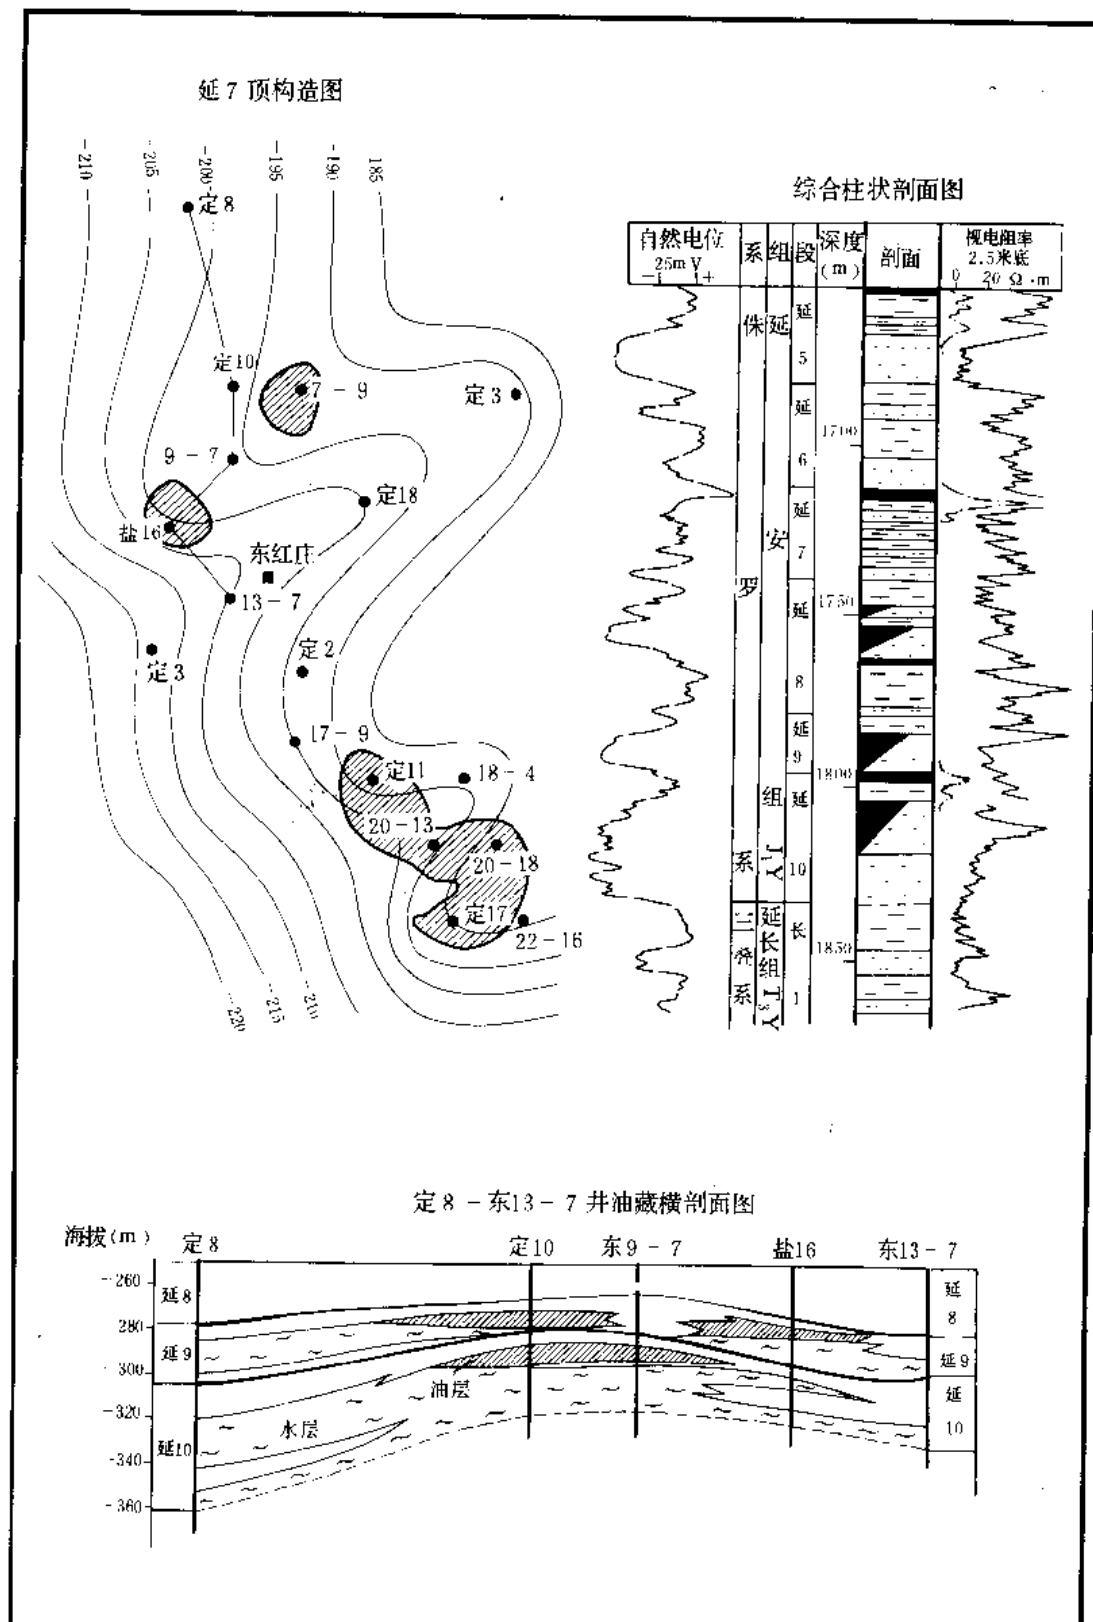 延7顶构造图
-210
-205
-200
-195
-190
185
定8
定10
7-9
定3
9-7
定18
盐16
东红庄
13-7
定2
定3
17-9
定11
18-4
20-13
20-18
定17
22-16
-220
-215
-210
综合柱状剖面图
自然电位
25mV
- +
系
组
段
深度
(m)
剖面
视电阻率
2.5米底
0 20 Ω·m
侏罗系
延安组J₁Y
延5
延6
延7
延8
延9
延10
1700
1750
1800
1850
三叠系
延长组T₃Y
长1
定8-东13-7井油藏横剖面图
海拔(m)
定8
定10
东9-7
盐16
东13-7
-260
-280
-300
-320
-340
-360
延8
延9
延10
油层
水层
延8
延9
延10